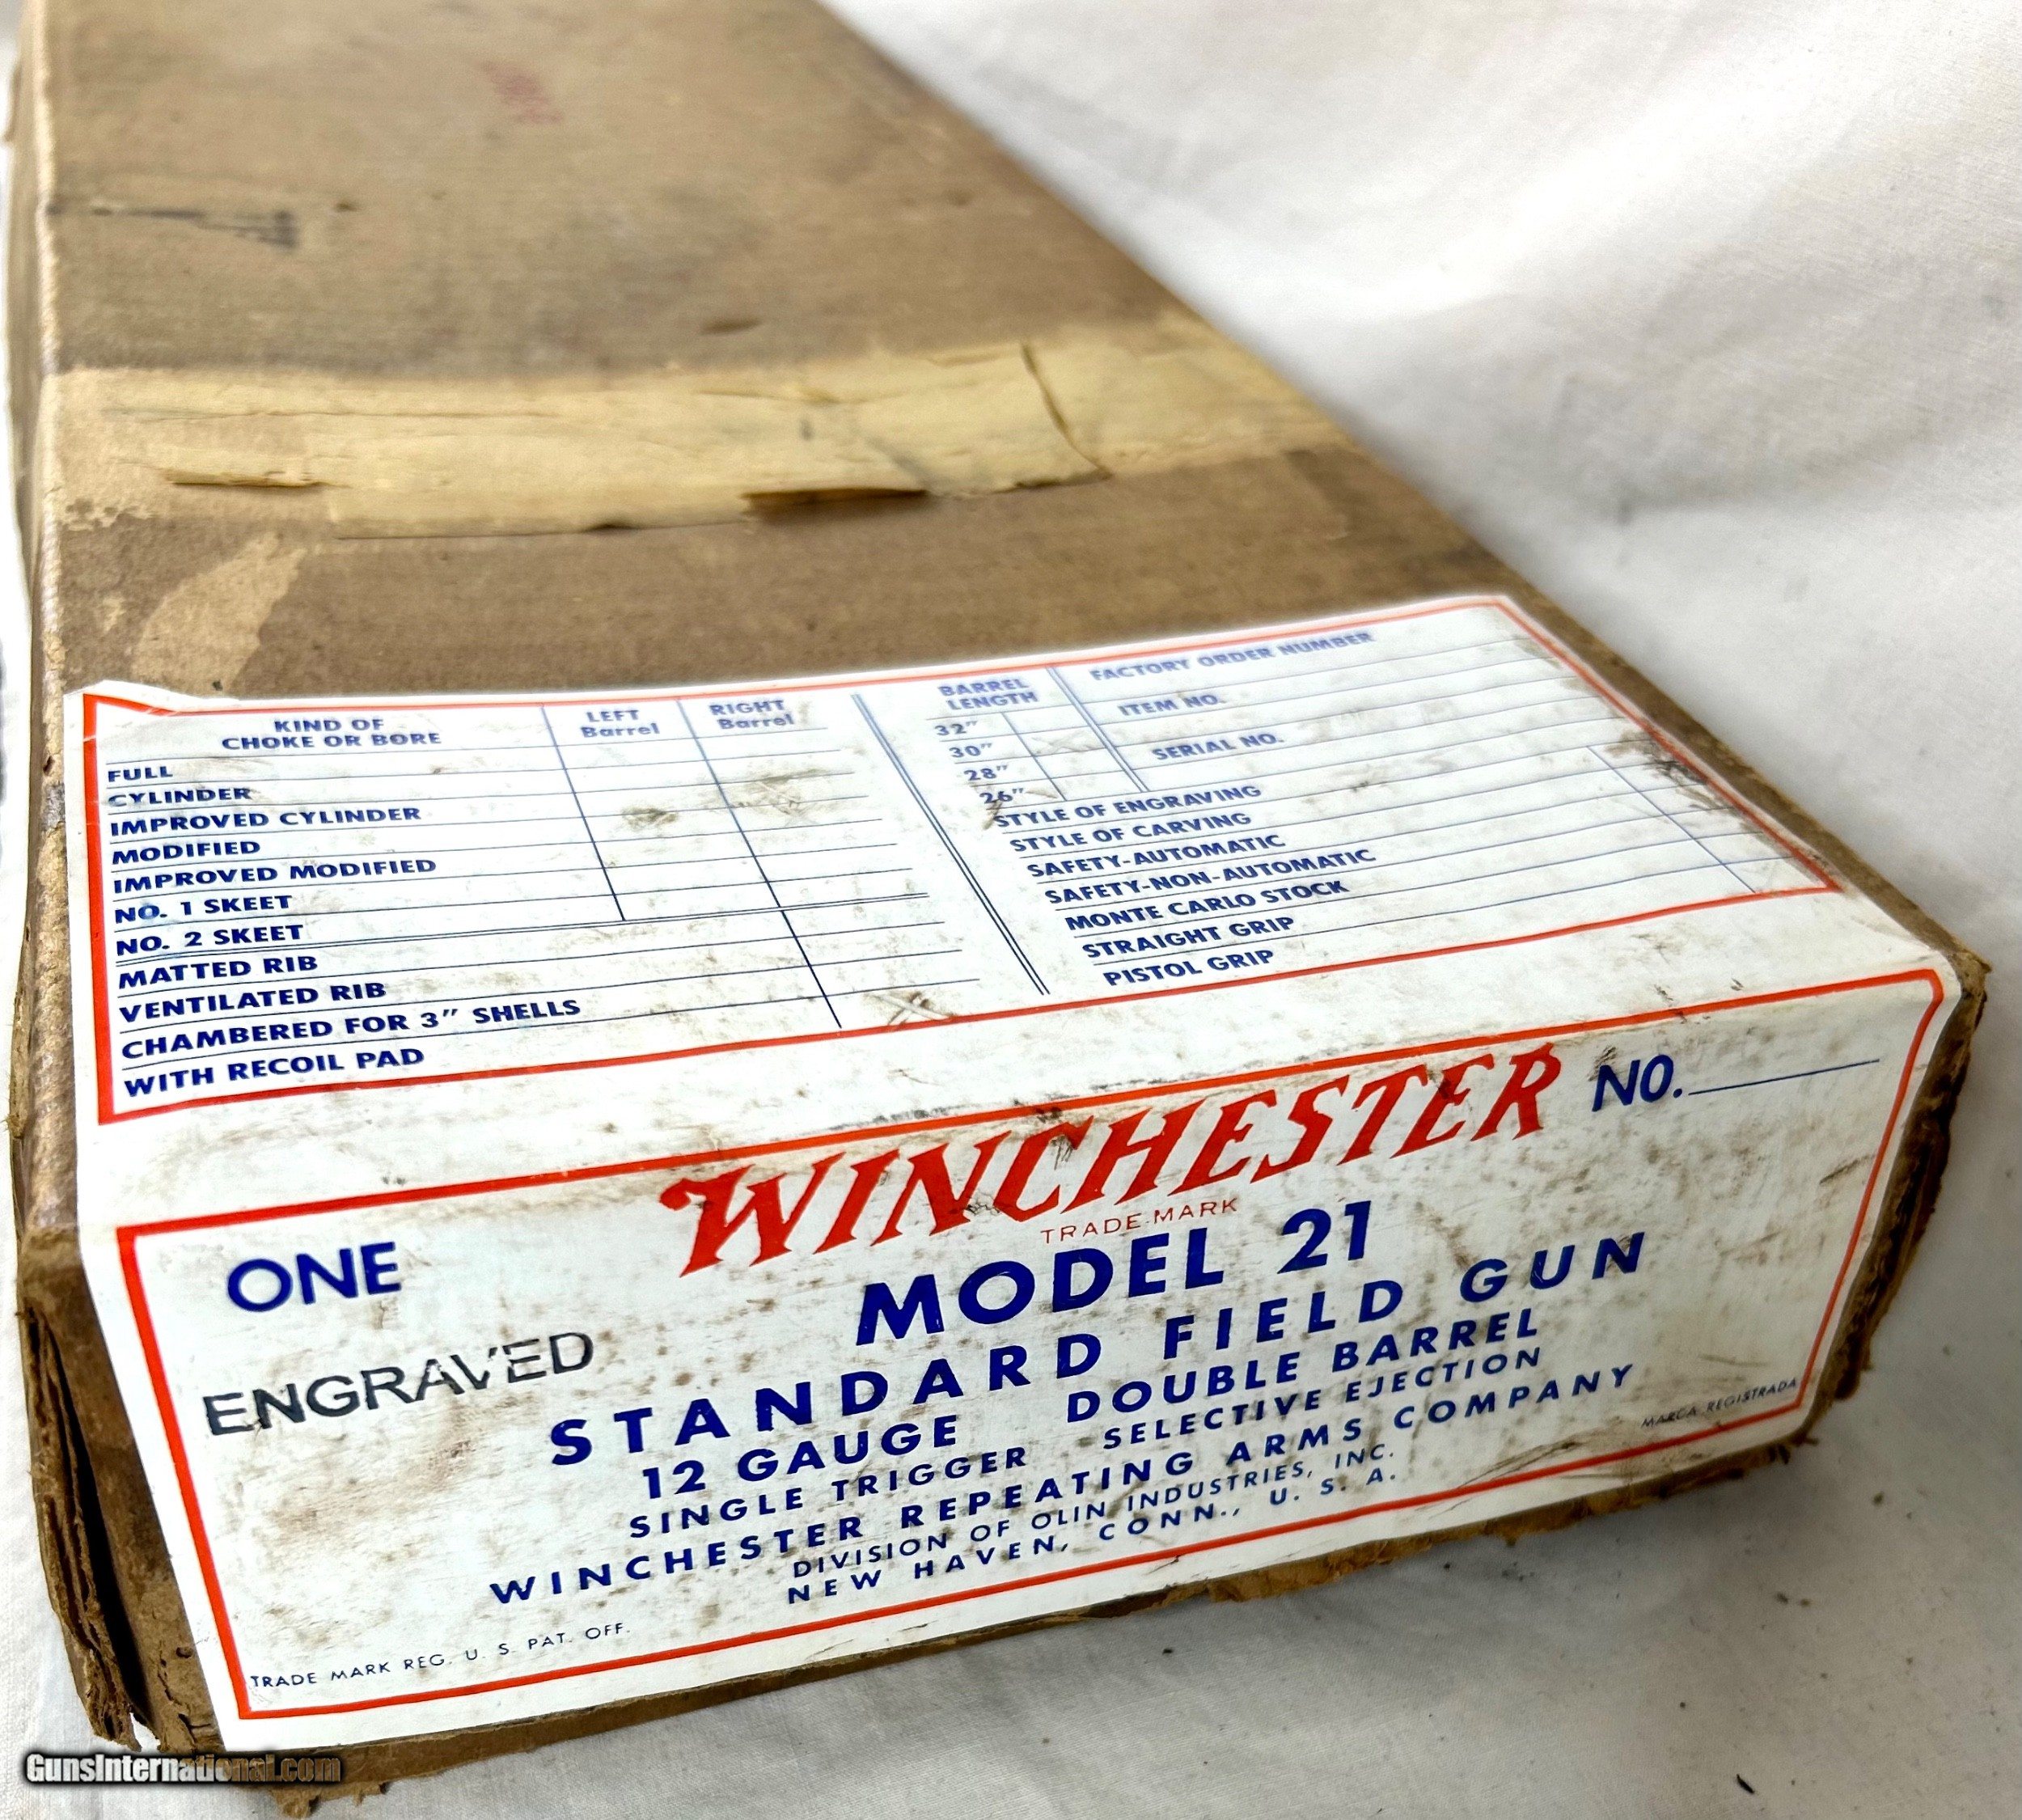 KIND OF
CHOKE OR BORE
LEFT
Barrel
RIGHT
Barrel
FULL
CYLINDER
IMPROVED CYLINDER
MODIFIED
IMPROVED MODIFIED
NO. 1 SKEET
NO. 2 SKEET
MATTED RIB
VENTILATED RIB
CHAMBERED FOR 3" SHELLS
WITH RECOIL PAD
BARREL
LENGTH
32"
30"
28"
26"
FACTORY ORDER NUMBER
ITEM NO.
SERIAL NO.
STYLE OF ENGRAVING
STYLE OF CARVING
SAFETY-AUTOMATIC
SAFETY-NON-AUTOMATIC
MONTE CARLO STOCK
STRAIGHT GRIP
PISTOL GRIP
WINCHESTER NO.
TRADE MARK
ONE
MODEL 21
ENGRAVED
STANDARD FIELD GUN
12 GAUGE DOUBLE BARREL
SINGLE TRIGGER SELECTIVE EJECTION
WINCHESTER REPEATING ARMS COMPANY
DIVISION OF OLIN INDUSTRIES, INC.
NEW HAVEN, CONN., U. S. A.
MARCA REGISTRADA
TRADE MARK REG. U. S. PAT. OFF.
GunsInternational.com